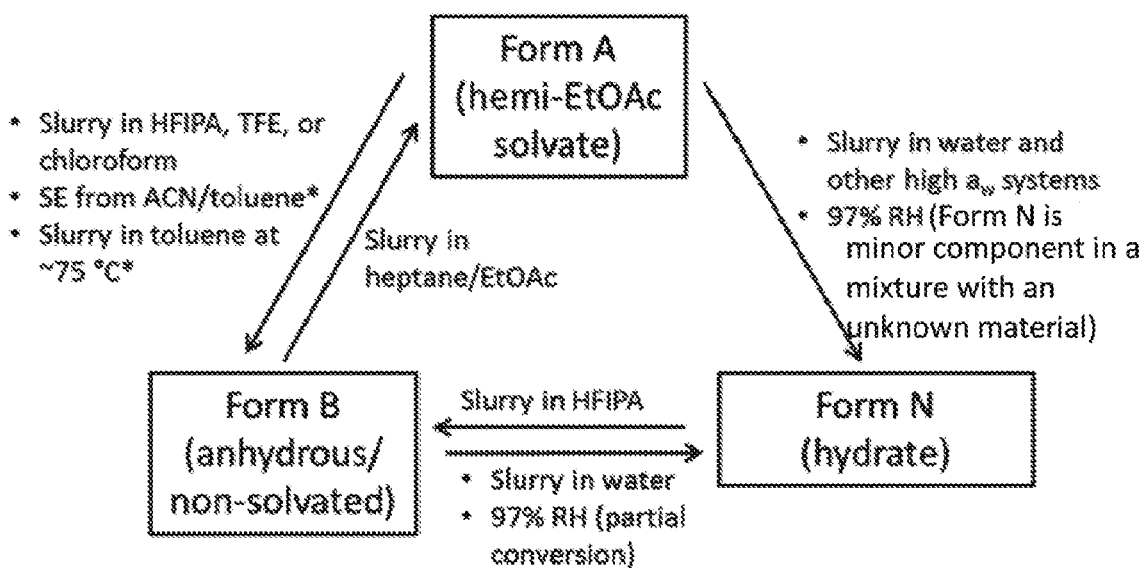 Form A
(hemi-EtOAc
solvate)
• Slurry in HFIPA, TFE, or
chloroform
• SE from ACN/toluene*
• Slurry in toluene at
~75 °C*
Slurry in
heptane/EtOAc
• Slurry in water and
other high a_w systems
• 97% RH (Form N is
minor component in a
mixture with an
unknown material)
Form B
(anhydrous/
non-solvated)
Slurry in HFIPA
• Slurry in water
• 97% RH (partial
conversion)
Form N
(hydrate)